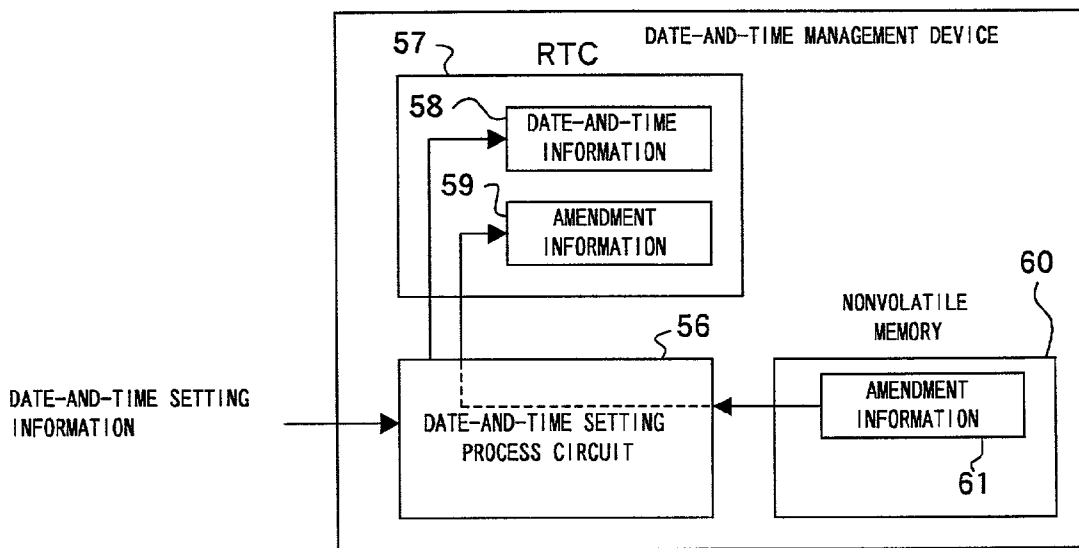 DATE-AND-TIME MANAGEMENT DEVICE
57
RTC
58
DATE-AND-TIME
INFORMATION
59
AMENDMENT
INFORMATION
60
NONVOLATILE
MEMORY
56
AMENDMENT
INFORMATION
61
DATE-AND-TIME SETTING
INFORMATION
DATE-AND-TIME SETTING
PROCESS CIRCUIT